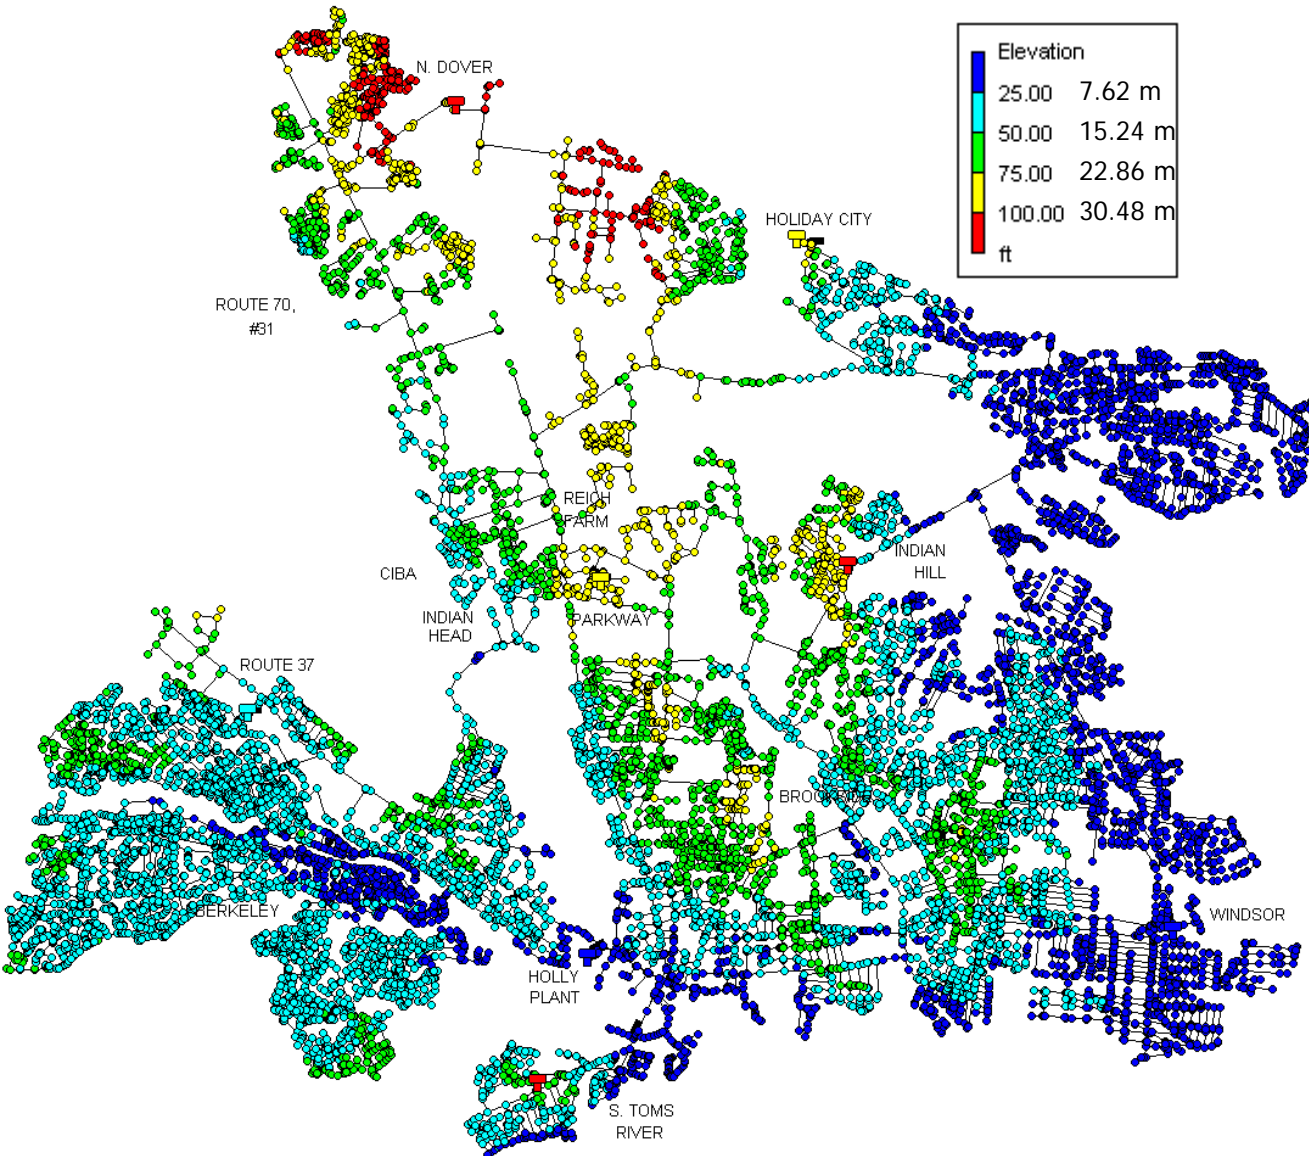 N. DOVER
Elevation
25.00 7.62 m
50.00 15.24 m
75.00 22.86 m
100.00 30.48 m
ft
HOLIDAY CITY
ROUTE 70,
#31
REICH
FARM
CIBA
INDIAN
HILL
INDIAN
HEAD
PARKWAY
ROUTE 37
BERKELEY
WINDSOR
HOLLY
PLANT
S. TOMS
RIVER